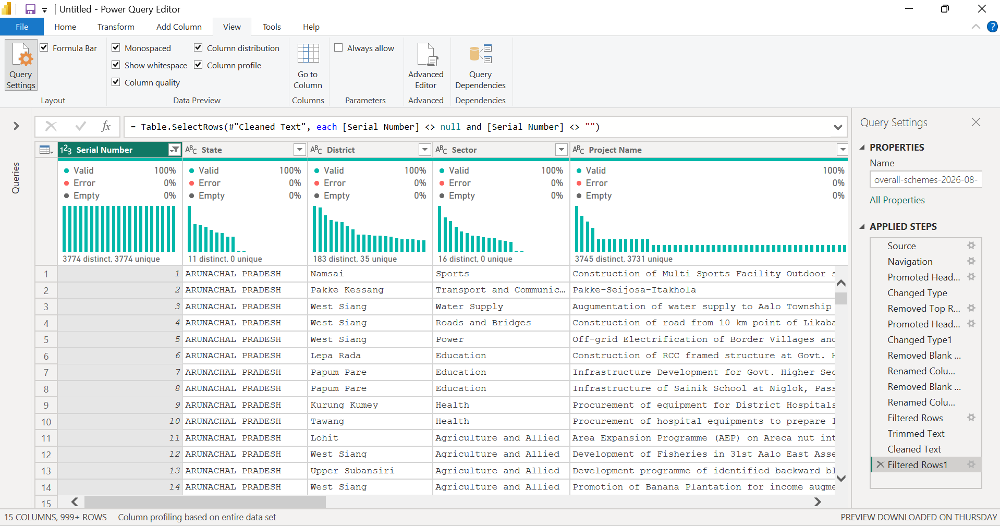 Untitled - Power Query Editor
File Home Transform Add Column View Tools Help
Formula Bar Monospaced Column distribution Always allow
Show whitespace Column profile
Column quality
Query Settings Go to Column Advanced Editor Query Dependencies
Layout Data Preview Columns Parameters Advanced Dependencies
fx = Table.SelectRows(#"Cleaned Text", each [Serial Number] <> null and [Serial Number] <> "")
Queries
123 Serial Number ABC State ABC District ABC Sector ABC Project Name
Valid 100% Valid 100% Valid 100% Valid 100% Valid 100%
Error 0% Error 0% Error 0% Error 0% Error 0%
Empty 0% Empty 0% Empty 0% Empty 0% Empty 0%
3774 distinct, 3774 unique 11 distinct, 0 unique 183 distinct, 35 unique 16 distinct, 0 unique 3745 distinct, 3731 unique
1 1 ARUNACHAL PRADESH Namsai Sports Construction of Multi Sports Facility Outdoor
2 2 ARUNACHAL PRADESH Pakke Kessang Transport and Communic... Pakke-Seijosa-Itakhola
3 3 ARUNACHAL PRADESH West Siang Water Supply Augumentation of water supply to Aalo Township
4 4 ARUNACHAL PRADESH West Siang Roads and Bridges Construction of road from 10 km point of Likaba
5 5 ARUNACHAL PRADESH West Siang Power Off-grid Electrification of Border Villages and
6 6 ARUNACHAL PRADESH Lepa Rada Education Construction of RCC framed structure at Govt. H
7 7 ARUNACHAL PRADESH Papum Pare Education Infrastructure Development for Govt. Higher Sec
8 8 ARUNACHAL PRADESH Papum Pare Education Infrastructure of Sainik School at Niglok, Pass
9 9 ARUNACHAL PRADESH Kurung Kumey Health Procurement of equipment for District Hospitals
10 10 ARUNACHAL PRADESH Tawang Health Procurement of hospital equipments to prepare 1
11 11 ARUNACHAL PRADESH Lohit Agriculture and Allied Area Expansion Programme (AEP) on Areca nut int
12 12 ARUNACHAL PRADESH West Siang Agriculture and Allied Development of Fisheries in 31st Aalo East Asse
13 13 ARUNACHAL PRADESH Upper Subansiri Agriculture and Allied Development programme of identified backward bl
14 14 ARUNACHAL PRADESH West Siang Agriculture and Allied Promotion of Banana Plantation for income augme
15
Query Settings
PROPERTIES
Name
overall-schemes-2026-08-
All Properties
APPLIED STEPS
Source
Navigation
Promoted Head...
Changed Type
Removed Top R...
Promoted Head...
Changed Type1
Removed Blank ...
Renamed Colu...
Removed Blank ...
Renamed Colu...
Filtered Rows
Trimmed Text
Cleaned Text
Filtered Rows1
15 COLUMNS, 999+ ROWS Column profiling based on entire data set PREVIEW DOWNLOADED ON THURSDAY